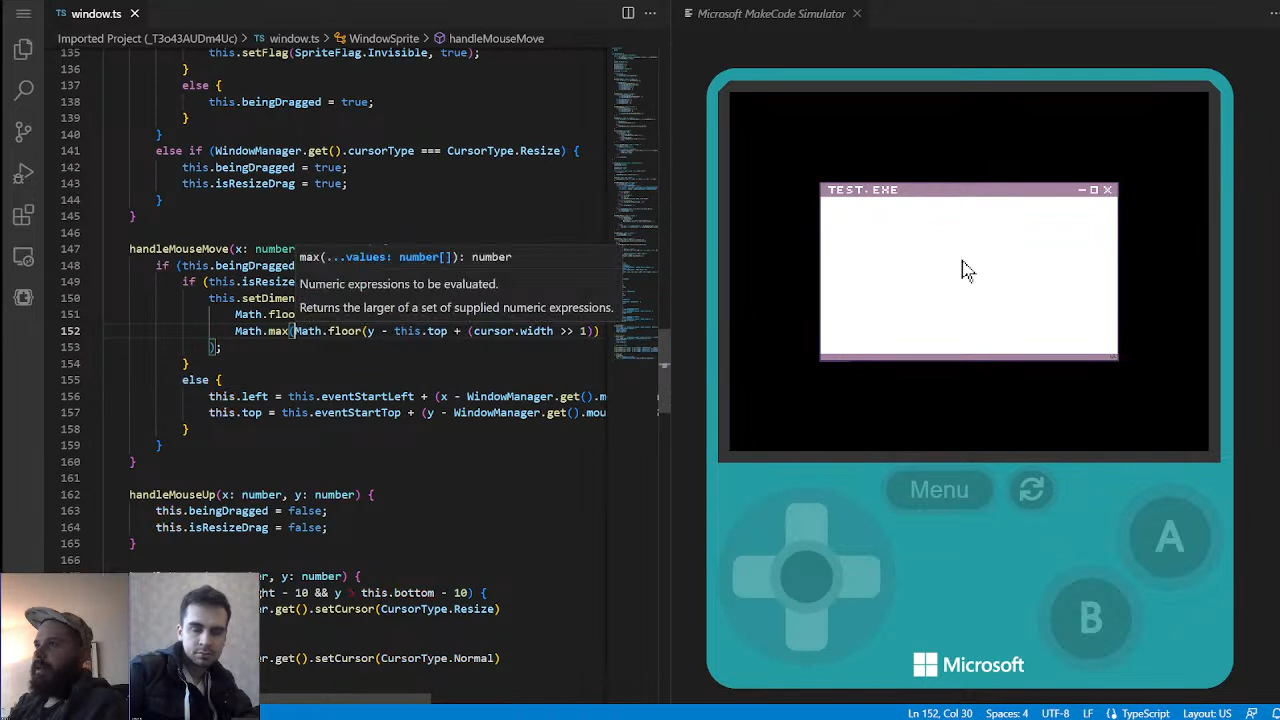 window.ts
Microsoft MakeCode Simulator
Imported Project (_T3o43AUDm4Uc) > window.ts > WindowSprite > handleMouseMove
135 this.setFlag(SpriteFlag.Invisible, true);
136 }
137 else {
138 this.beingDragged = true;
139 }
140 }
141 else if (WindowManager.get().cursorType === CursorType.Resize) {
142 this.beingDragged = true;
143 this.isResizeDrag = true;
144 }
145 }
146
147 handleMouseMove(x: number
148 if (this.beingDragged
149 this.isResize
150 this.setDimen
151 Math.floo
152 Math.max(Math.floor(y - this.top + (cursor.width >> 1))
153 );
154 }
155 else {
156 this.left = this.eventStartLeft + (x - WindowManager.get().m
157 this.top = this.eventStartTop + (y - WindowManager.get().mou
158 }
159 }
160 }
161
162 handleMouseUp(x: number, y: number) {
163 this.beingDragged = false;
164 this.isResizeDrag = false;
165 }
166
, y: number) {
ght - 10 && y > this.bottom - 10) {
ger.get().setCursor(CursorType.Resize)
ger.get().setCursor(CursorType.Normal)
max(...values: number[]): number
Numeric expressions to be evaluated.
Returns the larger of a set of supplied numeric expressions.
TEST.EXE
Menu
A
B
Microsoft
Ln 152, Col 30 Spaces: 4 UTF-8 LF TypeScript Layout: US